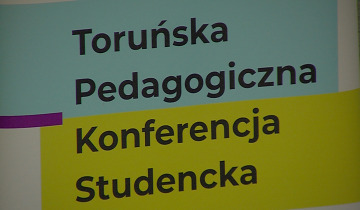 Toruńska
Pedagogiczna
Konferencja
Studencka